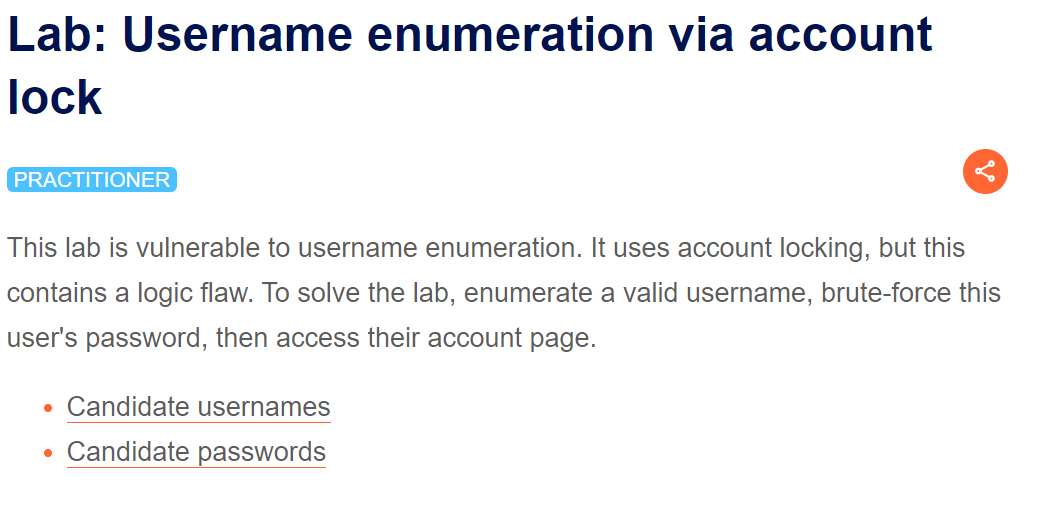 Lab: Username enumeration via account
lock
PRACTITIONER
This lab is vulnerable to username enumeration. It uses account locking, but this
contains a logic flaw. To solve the lab, enumerate a valid username, brute-force this
user's password, then access their account page.
Candidate usernames
Candidate passwords